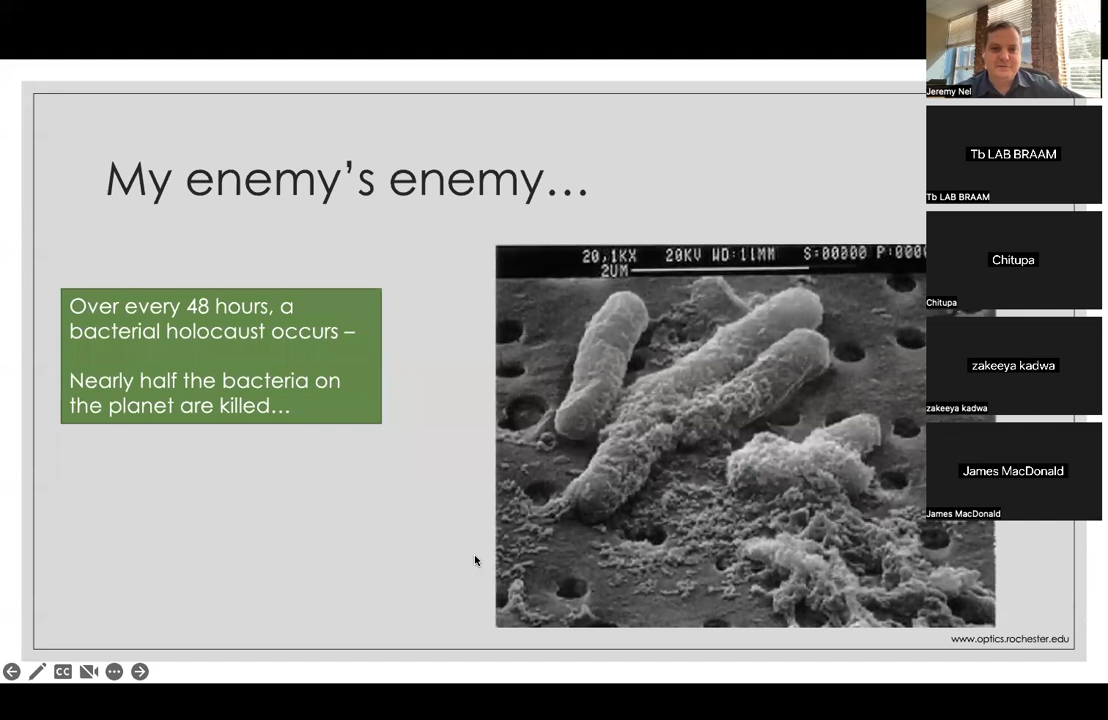 Jeremy Nel
Tb LAB BRAAM
Tb LAB BRAAM
Chitupa
Chitupa
zakeeya kadwa
zakeeya kadwa
James MacDonald
James MacDonald
My enemy's enemy...
Over every 48 hours, a
bacterial holocaust occurs –
Nearly half the bacteria on
the planet are killed...
20,1KX 20KV WD:11MM S:00000 P:000
2UM
www.optics.rochester.edu
CC